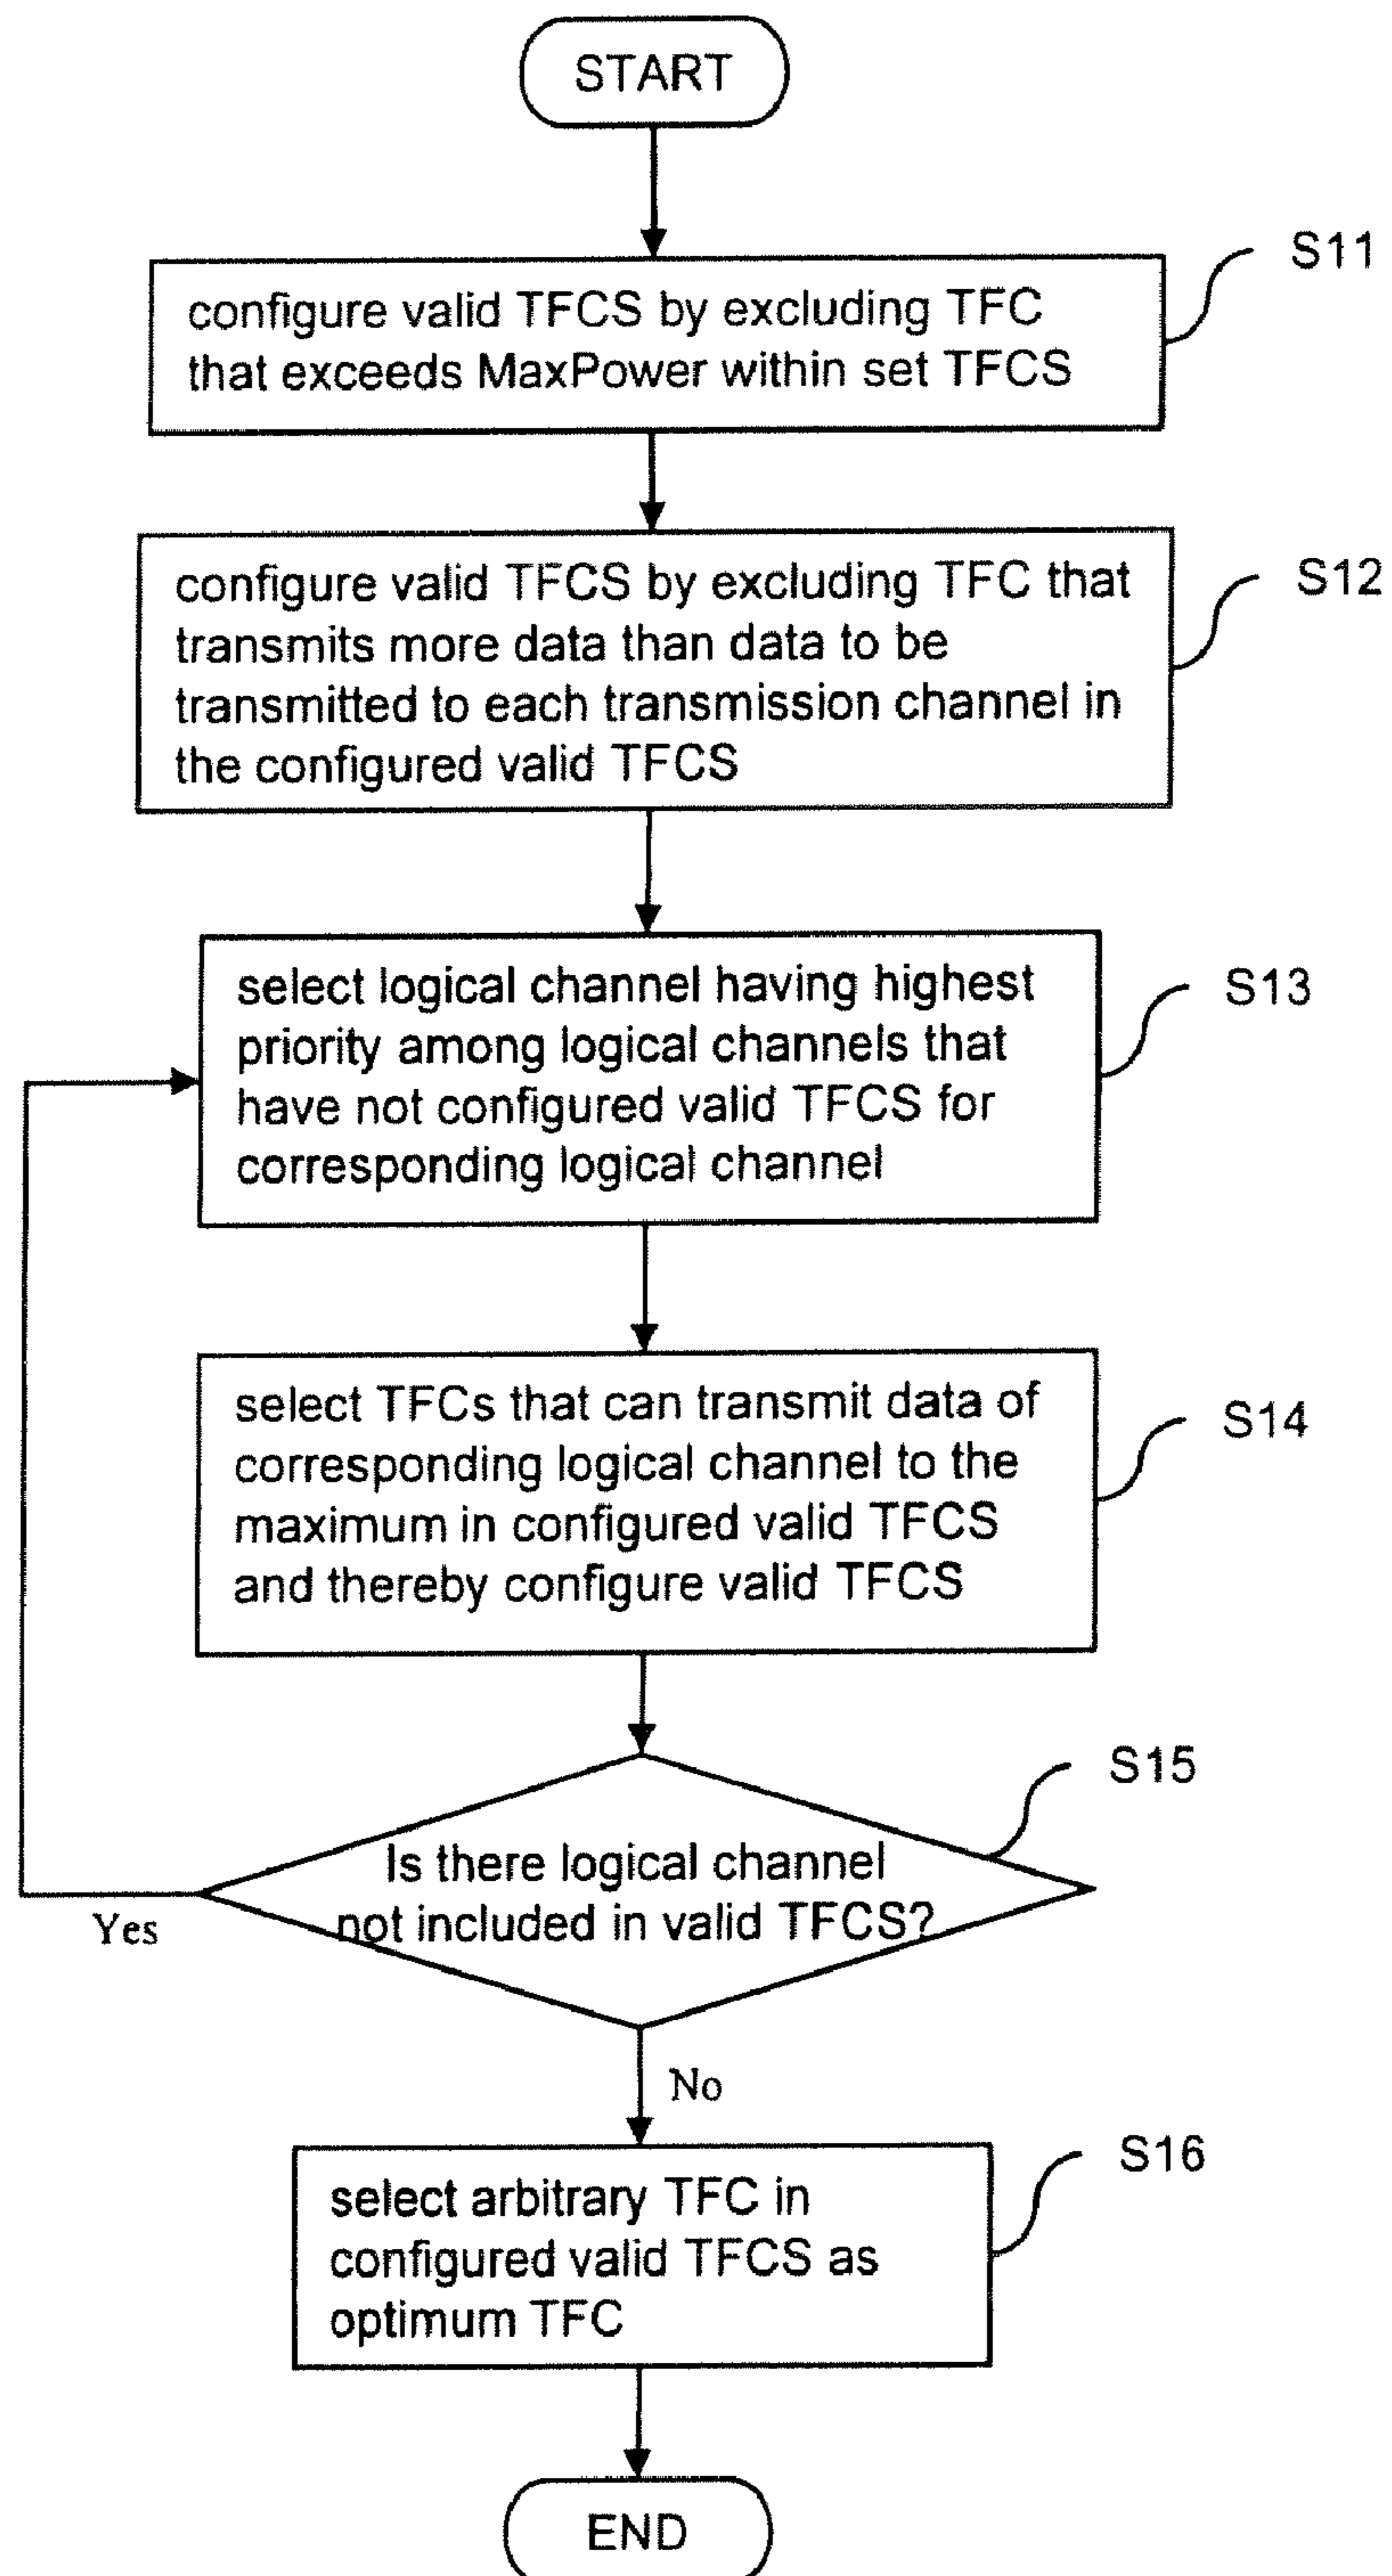 START
S11
configure valid TFCS by excluding TFC
that exceeds MaxPower within set TFCS
S12
configure valid TFCS by excluding TFC that
transmits more data than data to be
transmitted to each transmission channel in
the configured valid TFCS
S13
select logical channel having highest
priority among logical channels that
have not configured valid TFCS for
corresponding logical channel
S14
select TFCs that can transmit data of
corresponding logical channel to the
maximum in configured valid TFCS
and thereby configure valid TFCS
S15
Is there logical channel
not included in valid TFCS?
Yes
No
S16
select arbitrary TFC in
configured valid TFCS as
optimum TFC
END